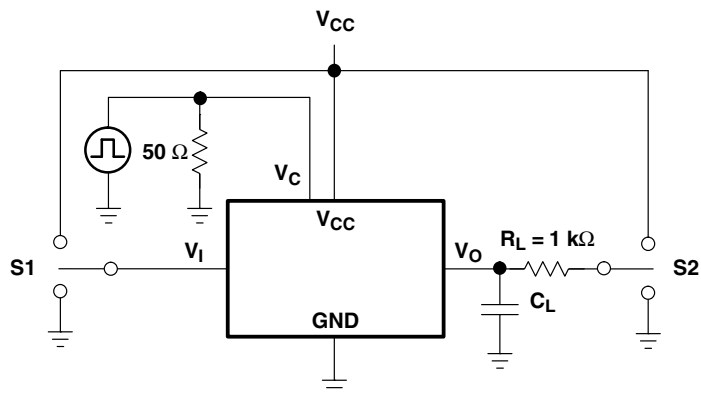 VCC
50 Ω
VC
VCC
S1
VI
VO
RL = 1 kΩ
S2
CL
GND